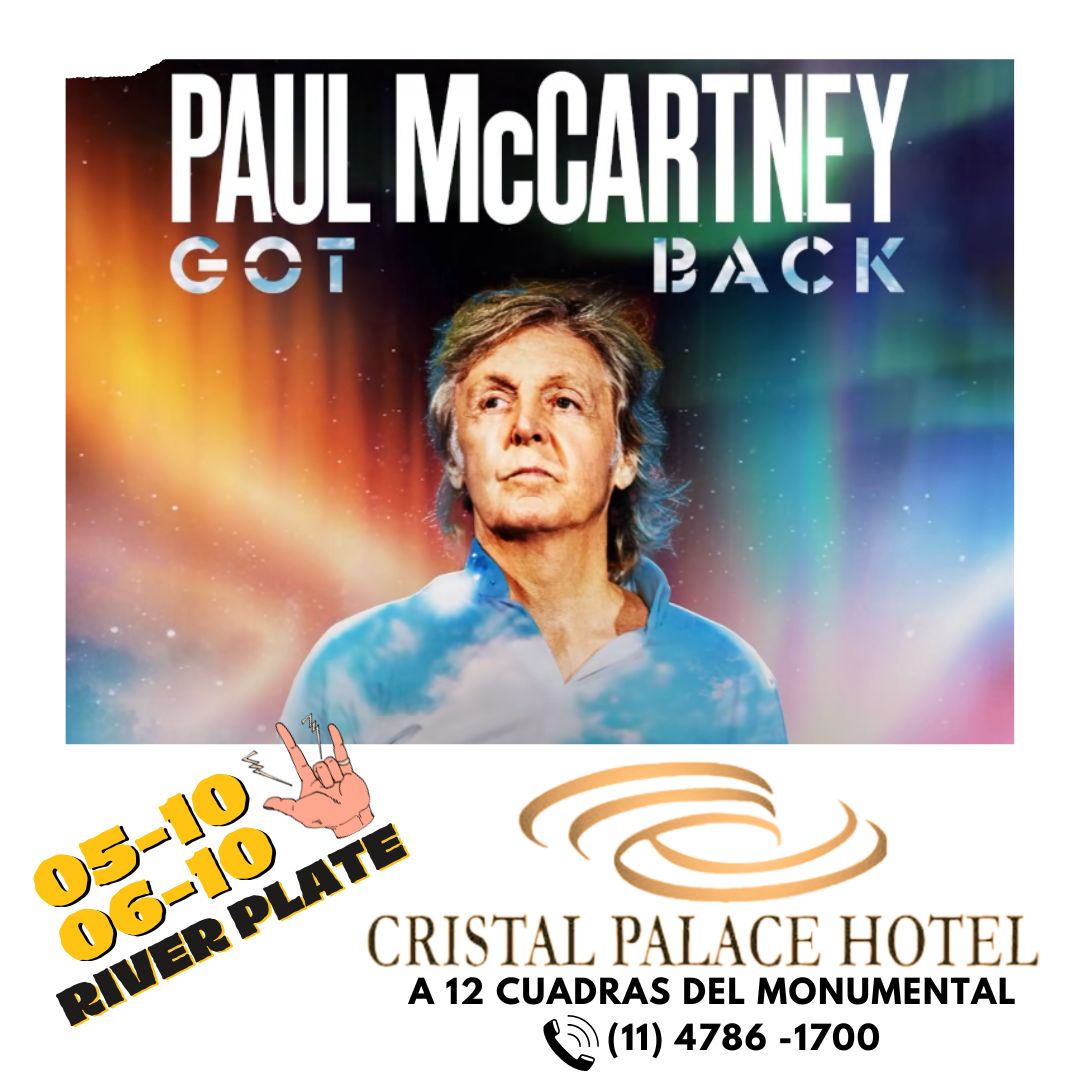 PAUL McCARTNEY
GOT BACK
05-10
06-10
RIVER PLATE
CRISTAL PALACE HOTEL
A 12 CUADRAS DEL MONUMENTAL
(11) 4786 -1700